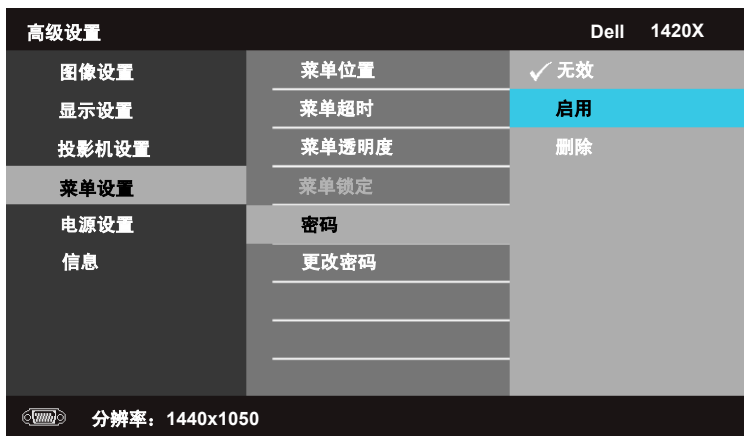 高级设置 Dell 1420X
图像设置 菜单位置 无效
显示设置 菜单超时 启用
投影机设置 菜单透明度 删除
菜单设置 菜单锁定
电源设置 密码
信息 更改密码
分辨率：1440x1050